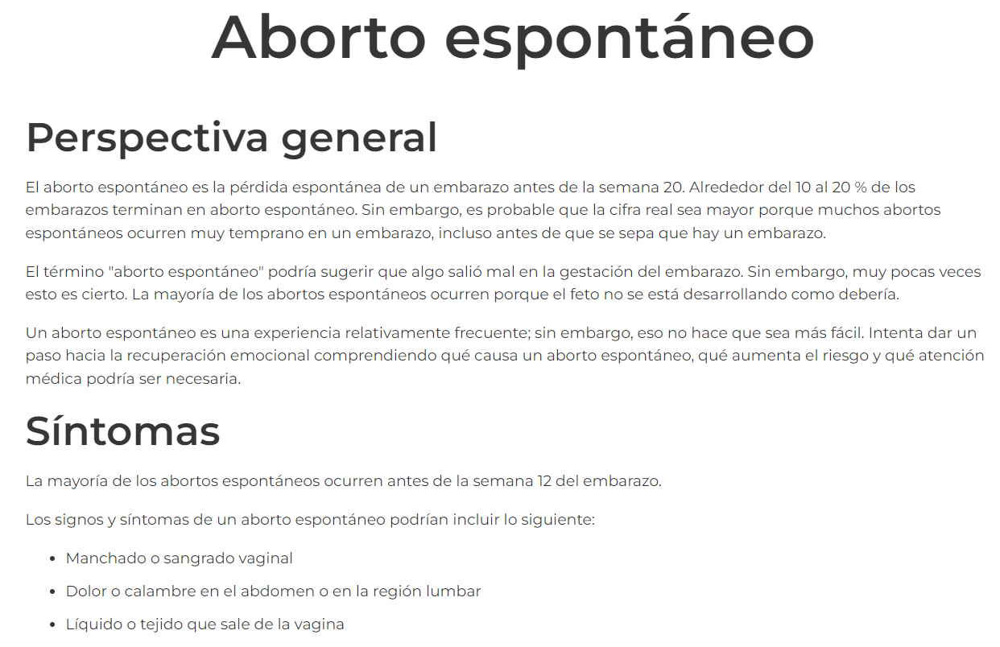 Aborto espontáneo
Perspectiva general
El aborto espontáneo es la pérdida espontánea de un embarazo antes de la semana 20. Alrededor del 10 al 20 % de los
embarazos terminan en aborto espontáneo. Sin embargo, es probable que la cifra real sea mayor porque muchos abortos
espontáneos ocurren muy temprano en un embarazo, incluso antes de que se sepa que hay un embarazo.
El término "aborto espontáneo" podría sugerir que algo salió mal en la gestación del embarazo. Sin embargo, muy pocas veces
esto es cierto. La mayoría de los abortos espontáneos ocurren porque el feto no se está desarrollando como debería.
Un aborto espontáneo es una experiencia relativamente frecuente; sin embargo, eso no hace que sea más fácil. Intenta dar un
paso hacia la recuperación emocional comprendiendo qué causa un aborto espontáneo, qué aumenta el riesgo y qué atención
médica podría ser necesaria.
Síntomas
La mayoría de los abortos espontáneos ocurren antes de la semana 12 del embarazo.
Los signos y síntomas de un aborto espontáneo podrían incluir lo siguiente:
• Manchado o sangrado vaginal
• Dolor o calambre en el abdomen o en la región lumbar
• Líquido o tejido que sale de la vagina